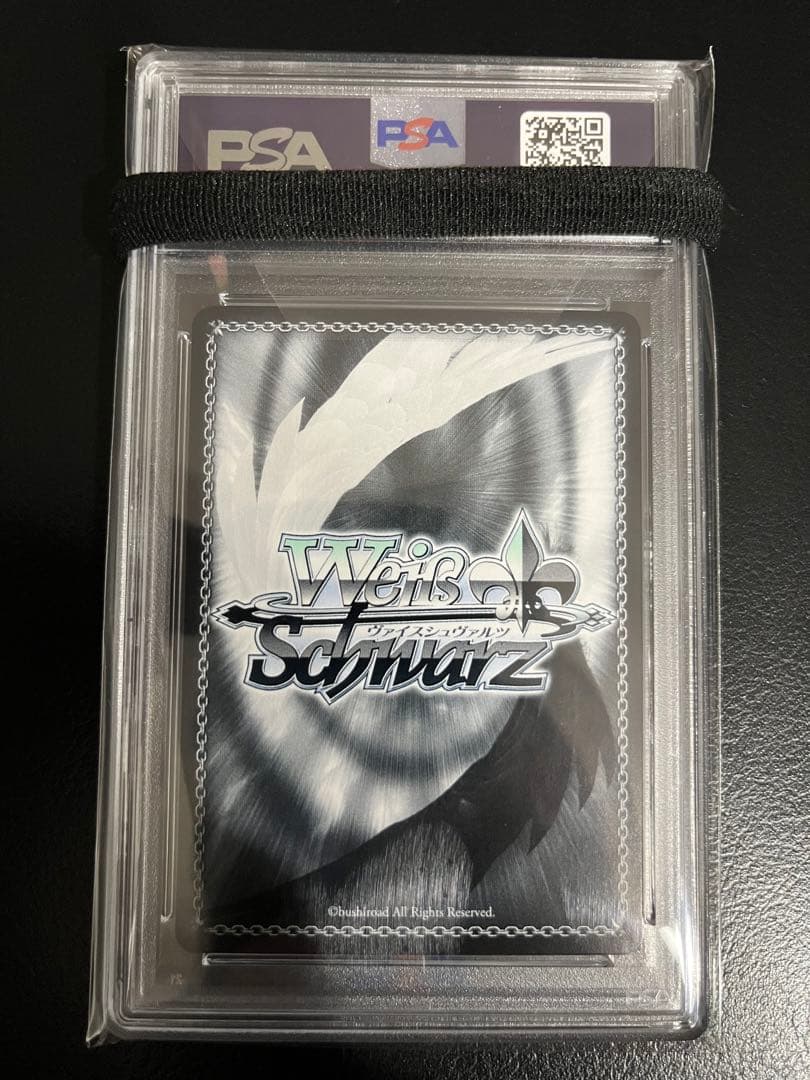 PSA
PSA
Weiß
ヴァイスシュヴァルツ
Schwarz
©bushiroad All Rights Reserved.